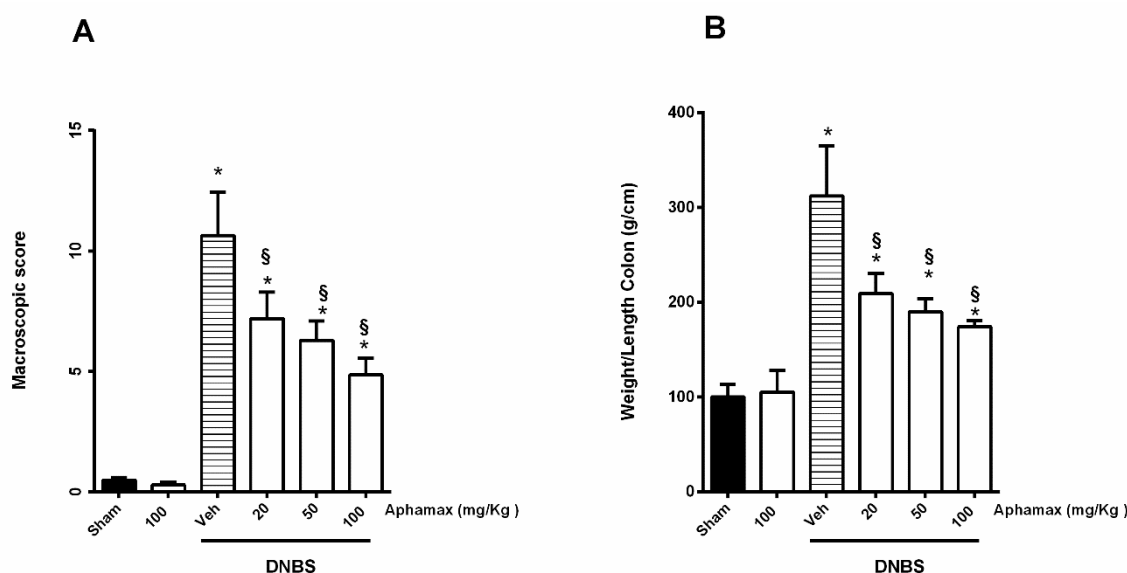 A
Macroscopic score
15
10
5
0
*
§
*
§
*
§
*
Sham
100
Veh
20
50
100
Aphamax (mg/Kg )
DNBS
B
Weight/Length Colon (g/cm)
400
300
200
100
0
*
§
*
§
*
§
*
Sham
100
Veh
20
50
100
Aphamax (mg/Kg )
DNBS